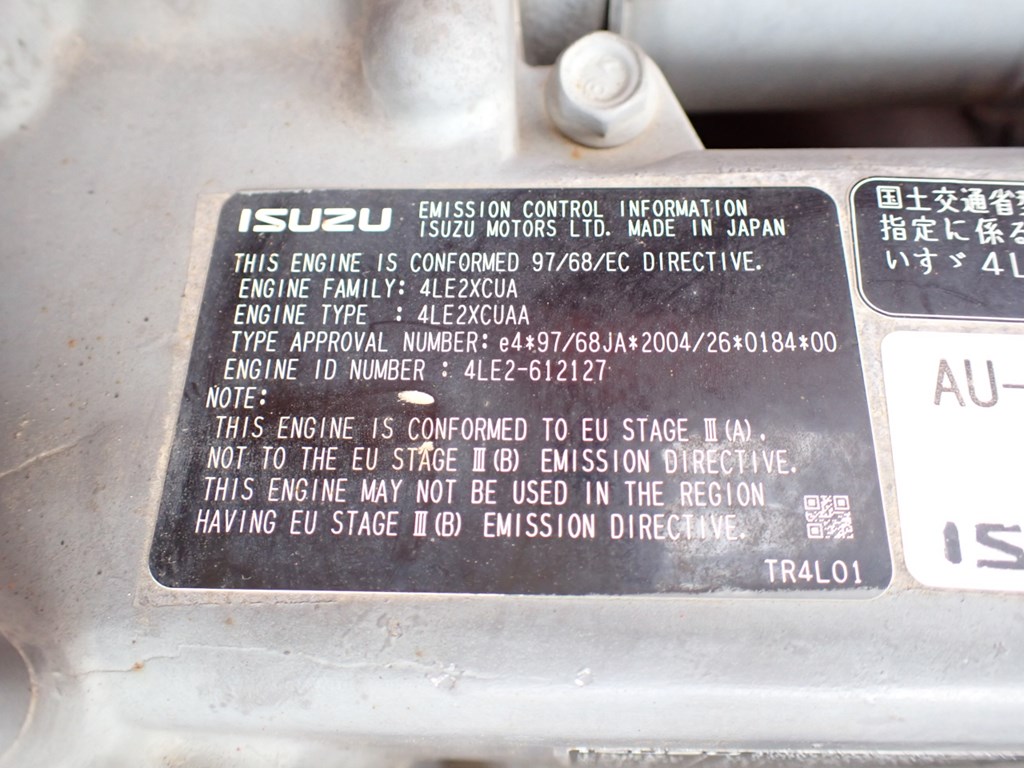 ISUZU EMISSION CONTROL INFORMATION
ISUZU MOTORS LTD. MADE IN JAPAN
THIS ENGINE IS CONFORMED 97/68/EC DIRECTIVE.
ENGINE FAMILY: 4LE2XCUA
ENGINE TYPE : 4LE2XCUAA
TYPE APPROVAL NUMBER: e4*97/68JA*2004/26*0184*00
ENGINE ID NUMBER : 4LE2-612127
NOTE:
THIS ENGINE IS CONFORMED TO EU STAGE Ⅲ(A).
NOT TO THE EU STAGE Ⅲ(B) EMISSION DIRECTIVE.
THIS ENGINE MAY NOT BE USED IN THE REGION
HAVING EU STAGE Ⅲ(B) EMISSION DIRECTIVE.
TR4L01
国土交通省
指定に係る
いすゞ 4L
AU-
IS